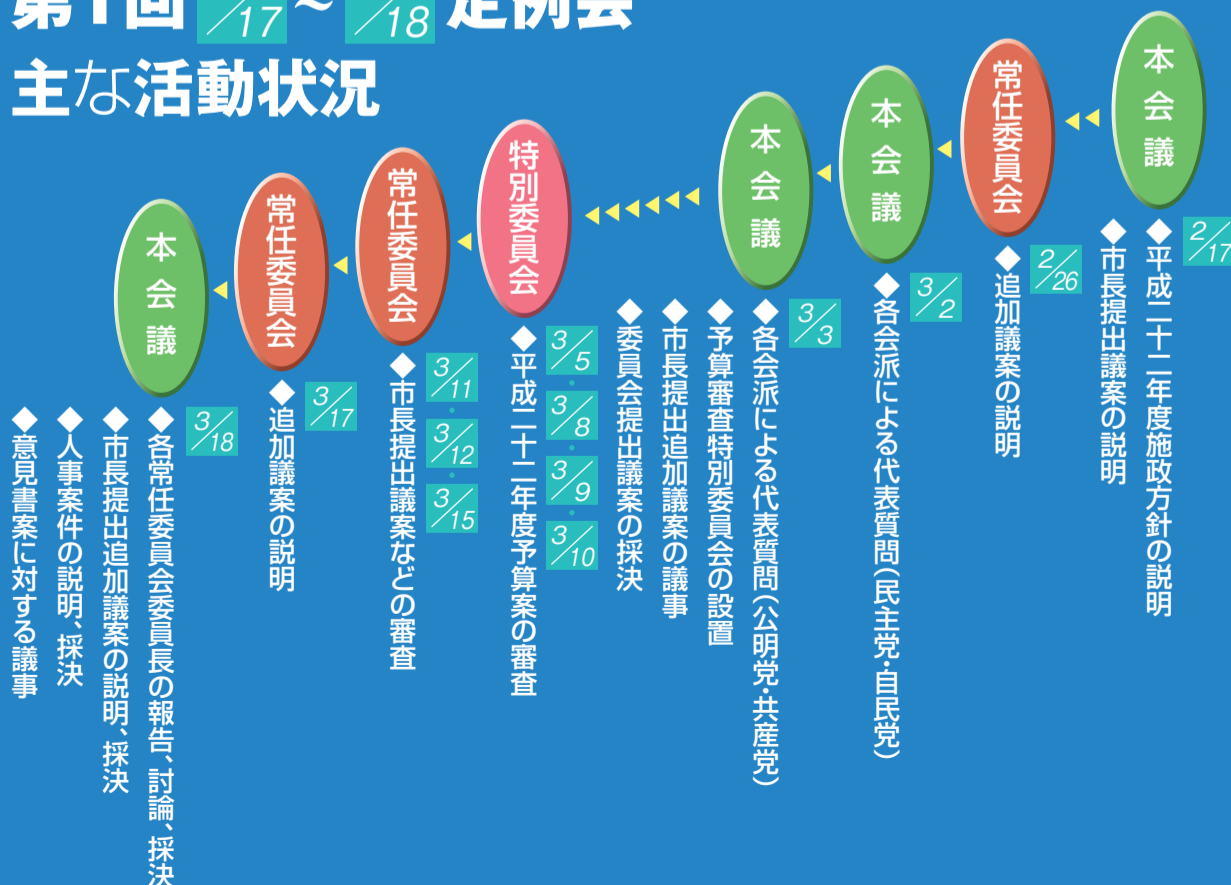 第1回 /17～ /18 定例会
主な活動状況
本会議
2/17
◆平成二十二年度施政方針の説明
◆市長提出議案の説明
常任委員会
2/26
◆追加議案の説明
本会議
3/2
◆各会派による代表質問（民主党・自民党）
本会議
3/3
◆各会派による代表質問（公明党・共産党）
◆予算審査特別委員会の設置
◆市長提出追加議案の議事
◆委員会提出議案の採決
特別委員会
3/5・3/8・3/9・3/10
◆平成二十二年度予算案の審査
常任委員会
3/11・3/12・3/15
◆市長提出議案などの審査
常任委員会
3/17
◆追加議案の説明
本会議
3/18
◆各常任委員会委員長の報告、討論、採決
◆市長提出追加議案の説明、採決
◆人事案件の説明、採決
◆意見書案に対する議事